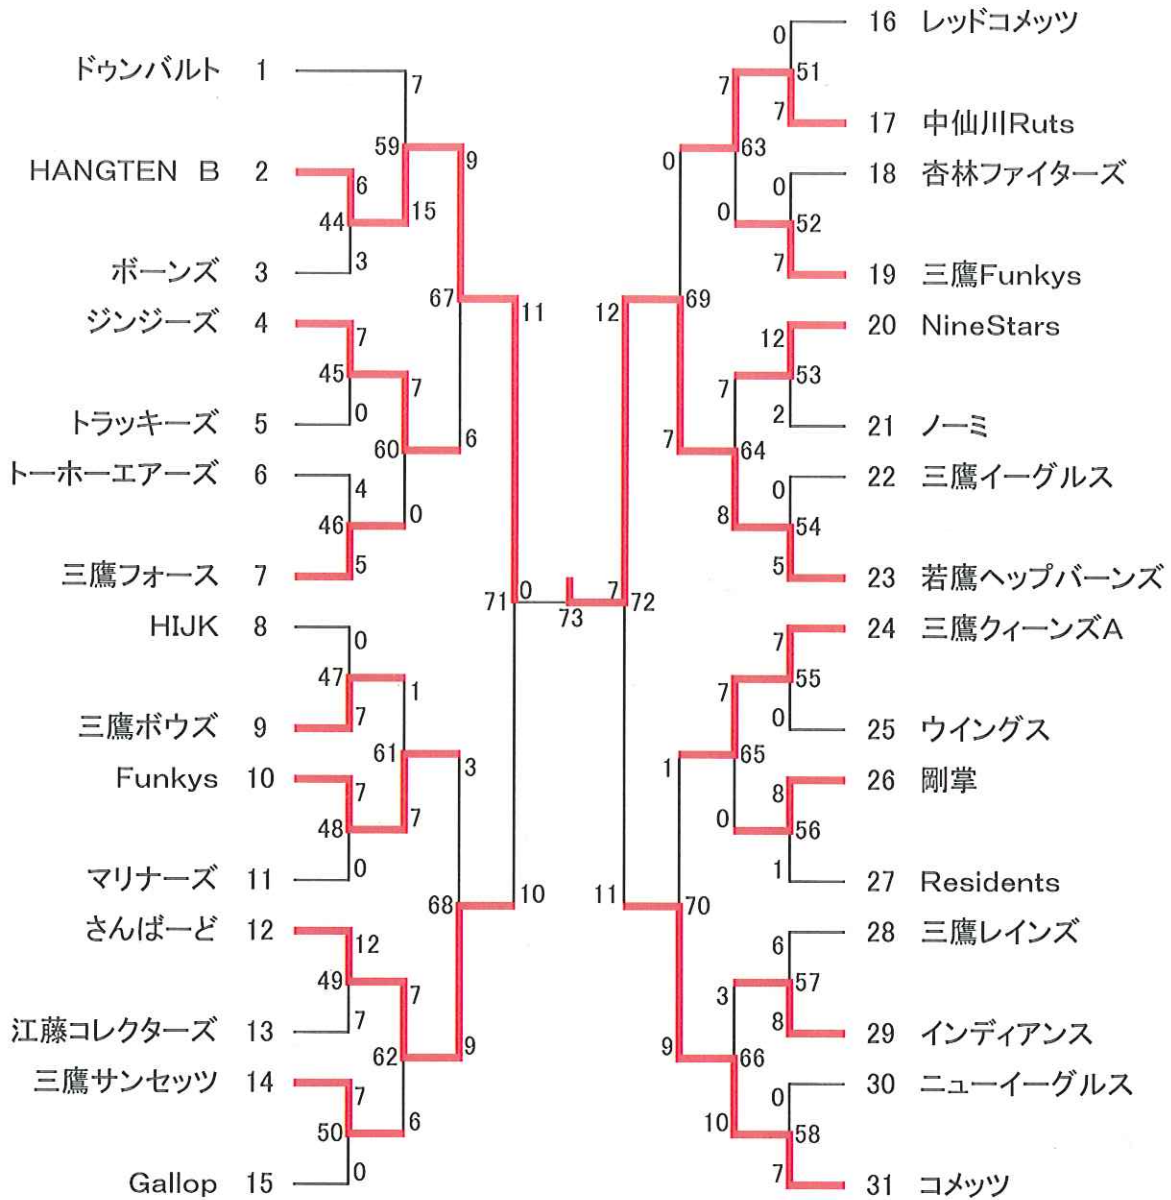 ドゥンバルト 1
HANGTEN B 2
ボーンズ 3
ジンジーズ 4
トラッキーズ 5
トーホーエアーズ 6
三鷹フォース 7
HIJK 8
三鷹ボウズ 9
Funkys 10
マリナーズ 11
さんばーど 12
江藤コレクターズ 13
三鷹サンセッツ 14
Gallop 15
7
59
9
6
44
15
3
67
11
7
45
7
0
60
6
4
46
0
5
71
0
73
0
47
1
7
61
3
7
48
7
0
68
10
12
49
7
7
62
9
7
50
6
0
16 レッドコメッツ
17 中仙川Ruts
18 杏林ファイターズ
19 三鷹Funkys
20 NineStars
21 ノーミ
22 三鷹イーグルス
23 若鷹ヘップバーンズ
24 三鷹クィーンズA
25 ウイングス
26 剛掌
27 Residents
28 三鷹レインズ
29 インディアンス
30 ニューイーグルス
31 コメッツ
0
7
51
7
0
63
0
0
52
7
12
69
12
53
7
2
7
64
0
8
54
5
7
72
7
7
55
0
1
65
8
0
56
1
11
70
6
3
57
8
9
66
0
10
58
7